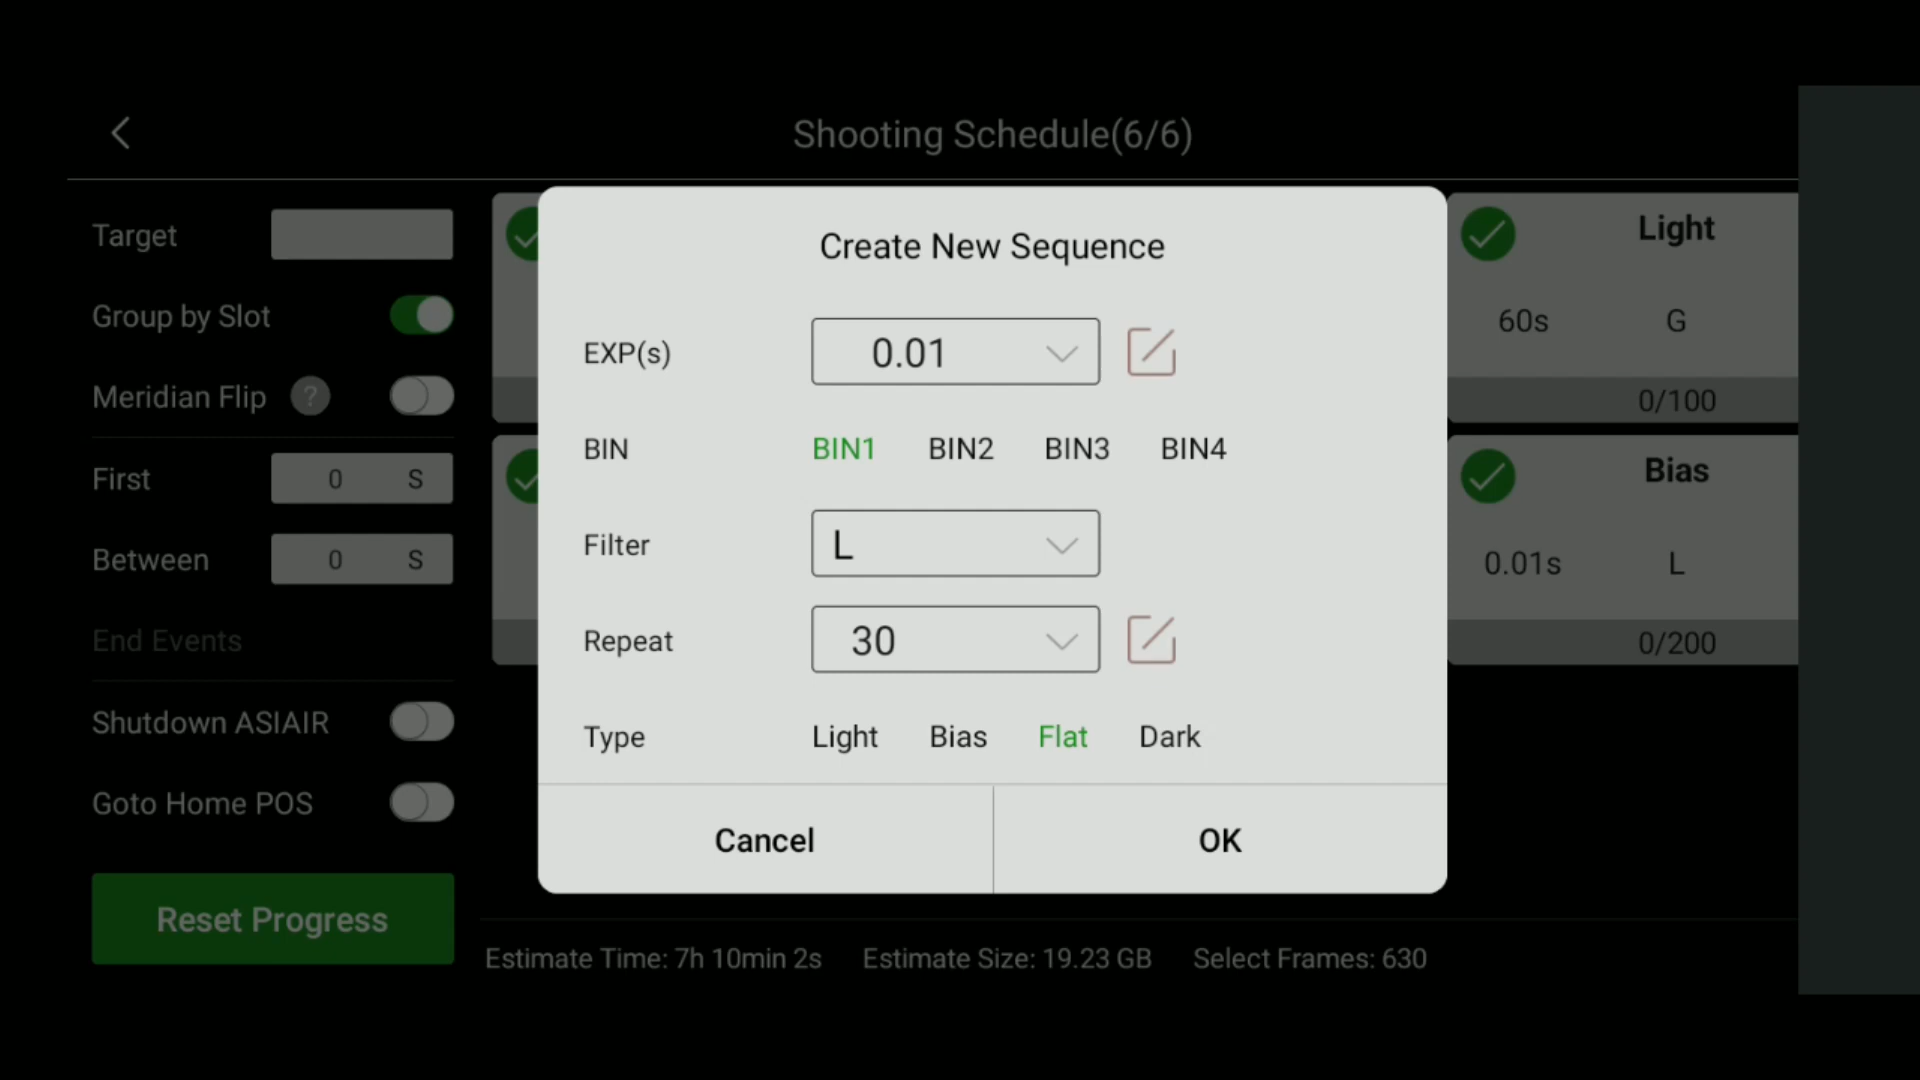 Shooting Schedule(6/6)
Target
Group by Slot
Meridian Flip ?
First 0 S
Between 0 S
End Events
Shutdown ASIAIR
Goto Home POS
Reset Progress
Create New Sequence
EXP(s) 0.01
BIN BIN1 BIN2 BIN3 BIN4
Filter L
Repeat 30
Type Light Bias Flat Dark
Cancel OK
Light
60s G
0/100
Bias
0.01s L
0/200
Estimate Time: 7h 10min 2s Estimate Size: 19.23 GB Select Frames: 630